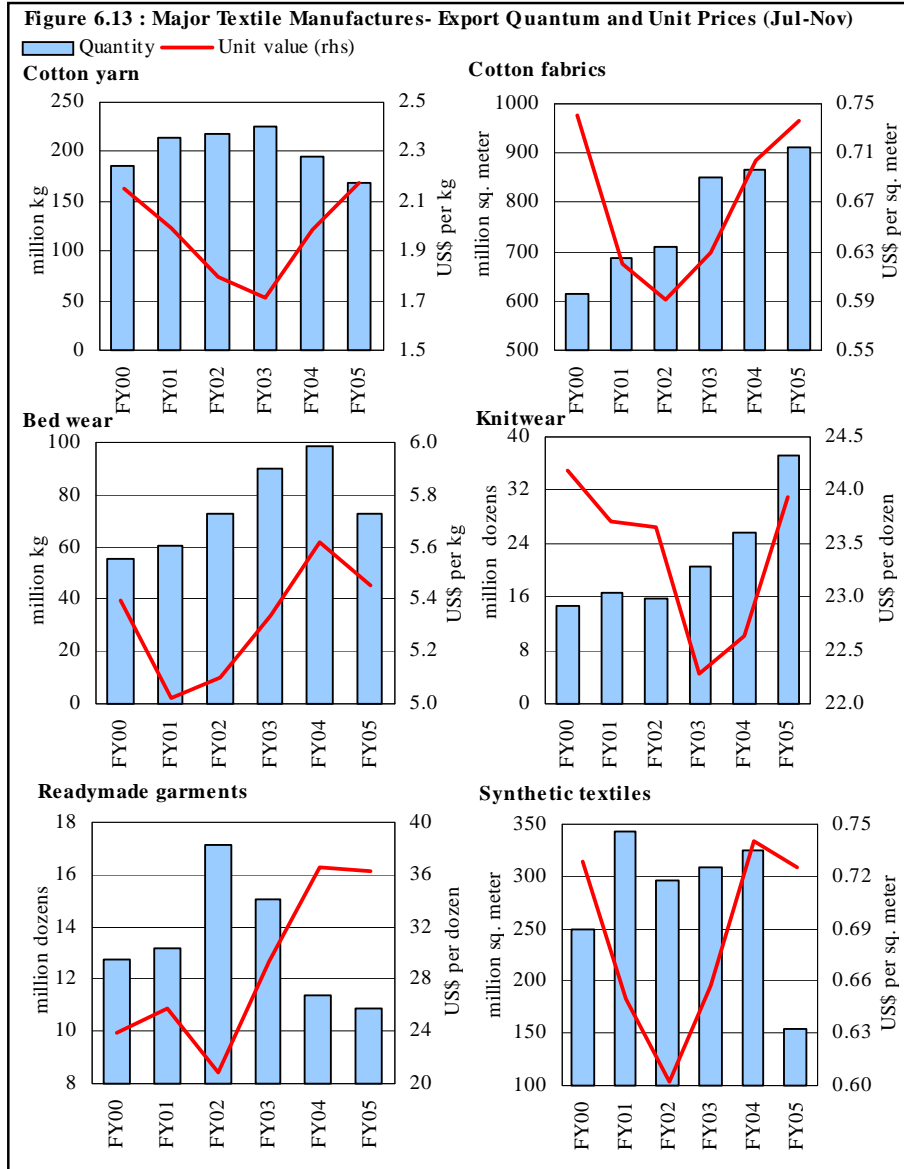 Figure 6.13 : Major Textile Manufactures- Export Quantum and Unit Prices (Jul-Nov)
Quantity Unit value (rhs)
Cotton yarn
250
200
150
100
50
0
million kg
2.5
2.3
2.1
1.9
1.7
1.5
US$ per kg
FY00 FY01 FY02 FY03 FY04 FY05
Cotton fabrics
1000
900
800
700
600
500
million sq. meter
0.75
0.71
0.67
0.63
0.59
0.55
US$ per sq. meter
FY00 FY01 FY02 FY03 FY04 FY05
Bed wear
100
80
60
40
20
0
million kg
6.0
5.8
5.6
5.4
5.2
5.0
US$ per kg
FY00 FY01 FY02 FY03 FY04 FY05
Knitwear
40
32
24
16
8
0
million dozens
24.5
24.0
23.5
23.0
22.5
22.0
US$ per dozen
FY00 FY01 FY02 FY03 FY04 FY05
Readymade garments
18
16
14
12
10
8
million dozens
40
36
32
28
24
20
US$ per dozen
FY00 FY01 FY02 FY03 FY04 FY05
Synthetic textiles
350
300
250
200
150
100
million sq. meter
0.75
0.72
0.69
0.66
0.63
0.60
US$ per sq. meter
FY00 FY01 FY02 FY03 FY04 FY05